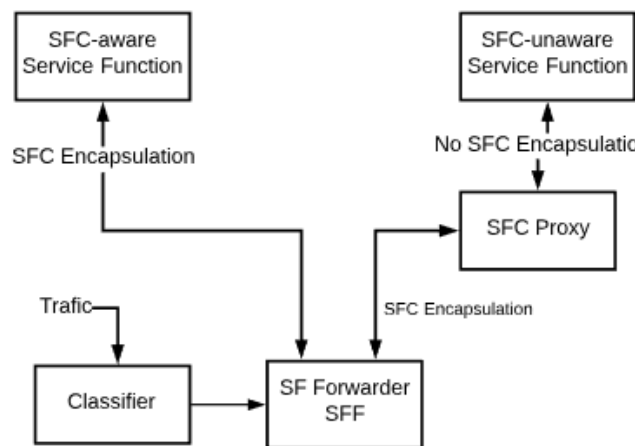 SFC-aware
Service Function
SFC-unaware
Service Function
SFC Encapsulation
No SFC Encapsulatio
SFC Proxy
Trafic
SFC Encapsulation
Classifier
SF Forwarder
SFF